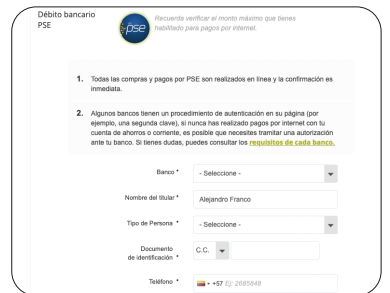 Débito bancario
PSE
pse
Recuerda verificar el monto máximo que tienes
habilitado para pagos por internet.
1. Todas las compras y pagos por PSE son realizados en línea y la confirmación es
inmediata.
2. Algunos bancos tienen un procedimiento de autenticación en su página (por
ejemplo, una segunda clave), si nunca has realizado pagos por internet con tu
cuenta de ahorros o corriente, es posible que necesites tramitar una autorización
ante tu banco. Si tienes dudas, puedes consultar los requisitos de cada banco.
Banco * - Seleccione -
Nombre del titular * Alejandro Franco
Tipo de Persona * - Seleccione -
Documento
de identificación * C.C.
Teléfono * +57 Ej: 2685848